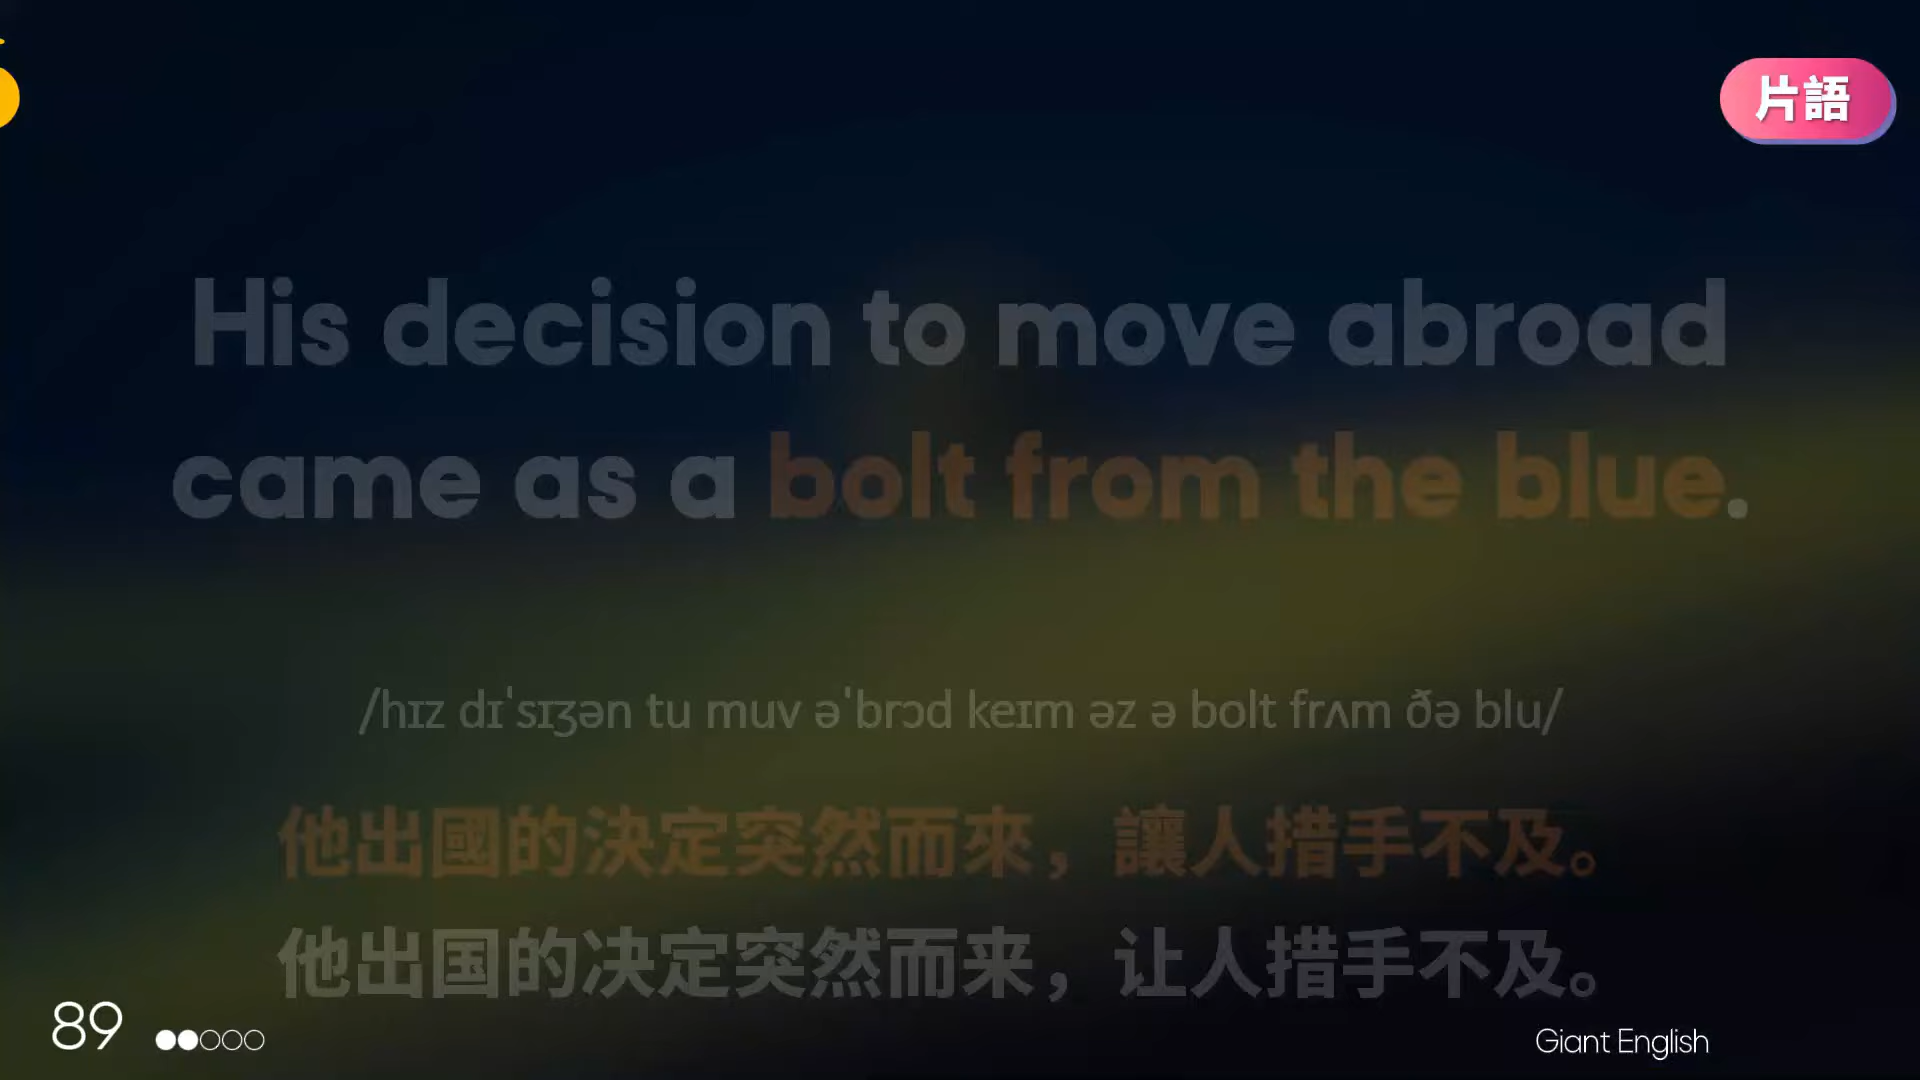 片語
His decision to move abroad
came as a bolt from the blue.
/hɪz dɪˈsɪʒən tu muv əˈbrɔd keɪm əz ə bolt frʌm ðə blu/
他出國的決定突然而來，讓人措手不及。
他出国的决定突然而来，让人措手不及。
89
Giant English